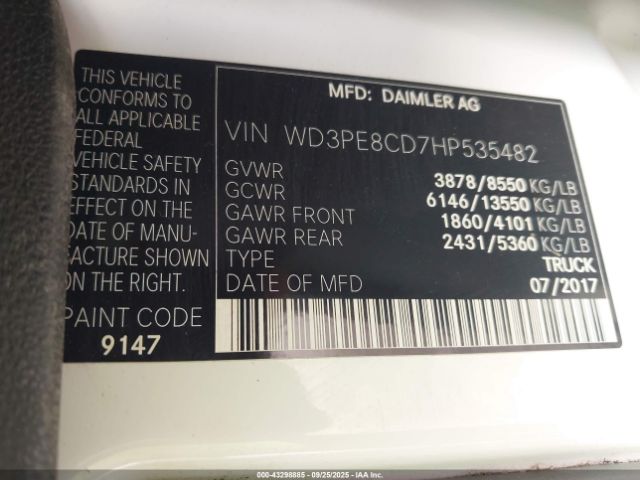 THIS VEHICLE
CONFORMS TO
ALL APPLICABLE
FEDERAL
VEHICLE SAFETY
STANDARDS IN
EFFECT ON THE
DATE OF MANU-
FACTURE SHOWN
ON THE RIGHT.
PAINT CODE
9147
MFD: DAIMLER AG
VIN WD3PE8CD7HP535482
GVWR 3878/8550 KG/LB
GCWR 6146/13550 KG/LB
GAWR FRONT 1860/4101 KG/LB
GAWR REAR 2431/5360 KG/LB
TYPE TRUCK
DATE OF MFD 07/2017
000-43298885 - 09/25/2025 - IAA Inc.